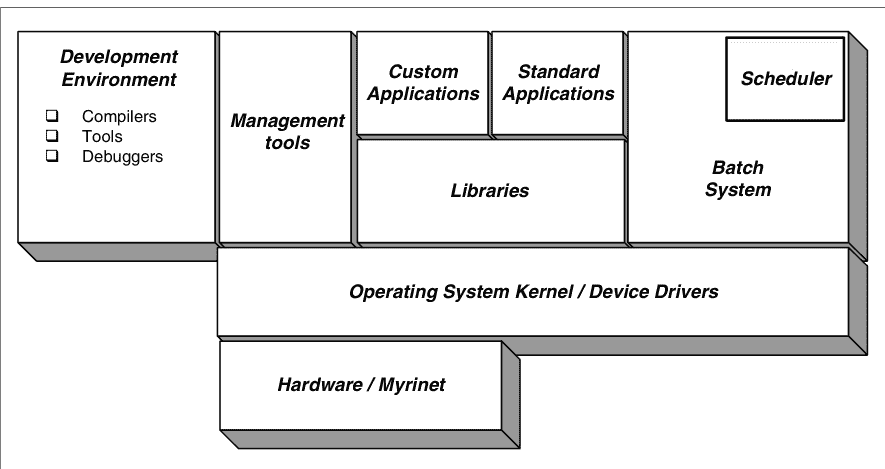 Development
Environment
❑ Compilers
❑ Tools
❑ Debuggers
Management
tools
Custom
Applications
Standard
Applications
Libraries
Scheduler
Batch
System
Operating System Kernel / Device Drivers
Hardware / Myrinet